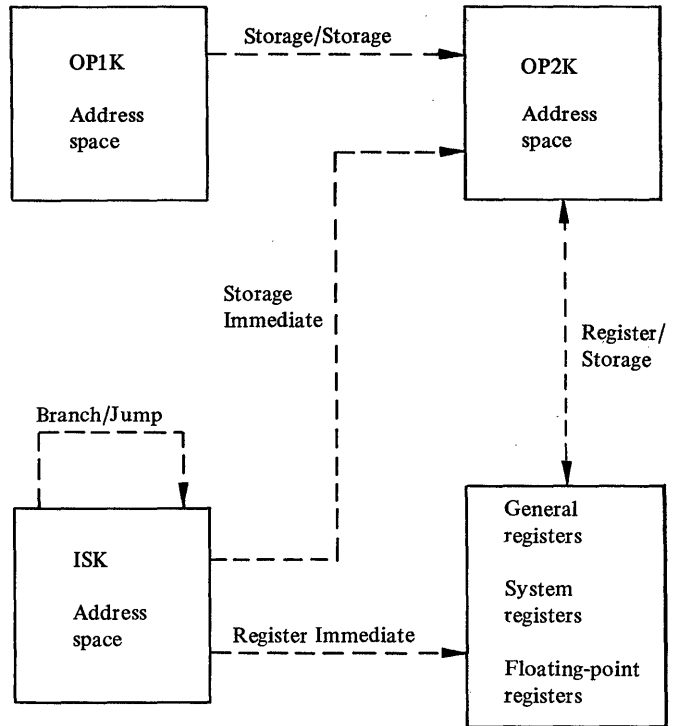 Storage/Storage
OP1K
Address
space
OP2K
Address
space
Storage
Immediate
Register/
Storage
Branch/Jump
ISK
Address
space
Register Immediate
General
registers
System
registers
Floating-point
registers